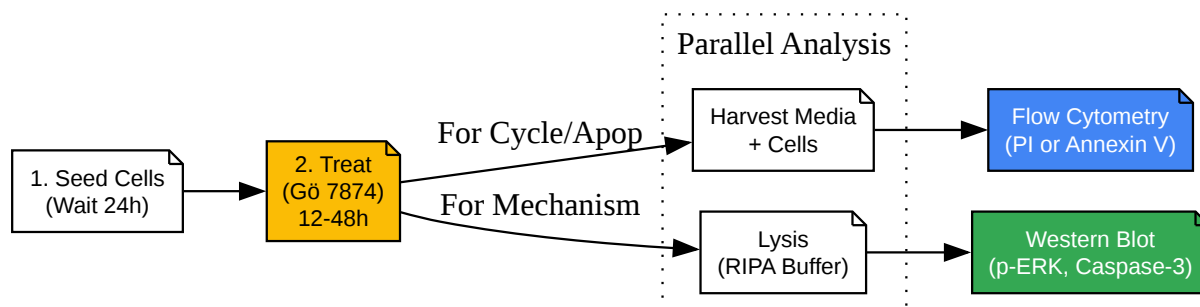 1. Seed Cells
(Wait 24h)
2. Treat
(Gö 7874)
12-48h
For Cycle/Apop
For Mechanism
Parallel Analysis
Harvest Media
+ Cells
Lysis
(RIPA Buffer)
Flow Cytometry
(PI or Annexin V)
Western Blot
(p-ERK, Caspase-3)